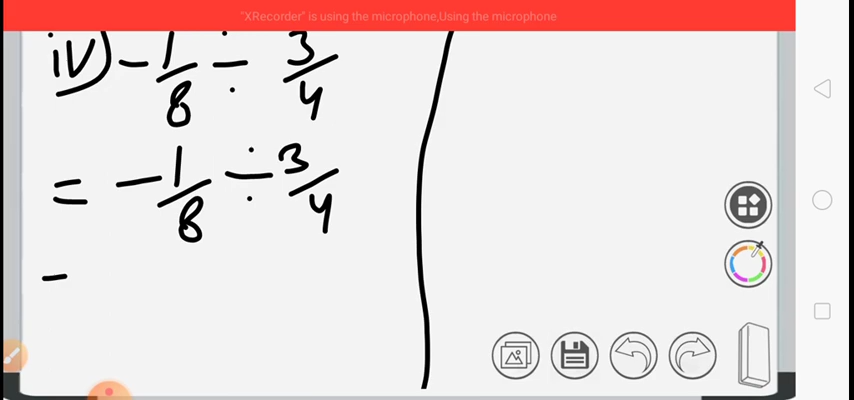 "XRecorder" is using the microphone,Using the microphone
iv) -1/8 ÷ 3/4
= -1/8 ÷ 3/4
-